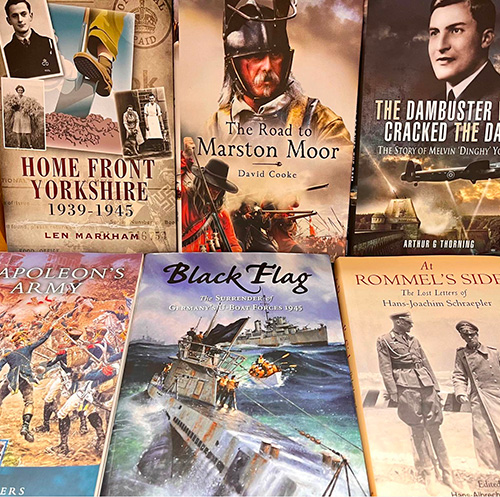 HOME FRONT
YORKSHIRE
1939-1945
LEN MARKHAM
The Road to
Marston Moor
David Cooke
THE DAMBUSTER
CRACKED THE DA
The Story of Melvin 'Dinghy' Yo
ARTHUR G THORNING
APOLEON'S
ARMY
ERS
Black Flag
The Surrender of
Germany's U-Boat Forces 1945
At
ROMMEL'S SIDE
The Lost Letters of
Hans-Joachim Schraepler